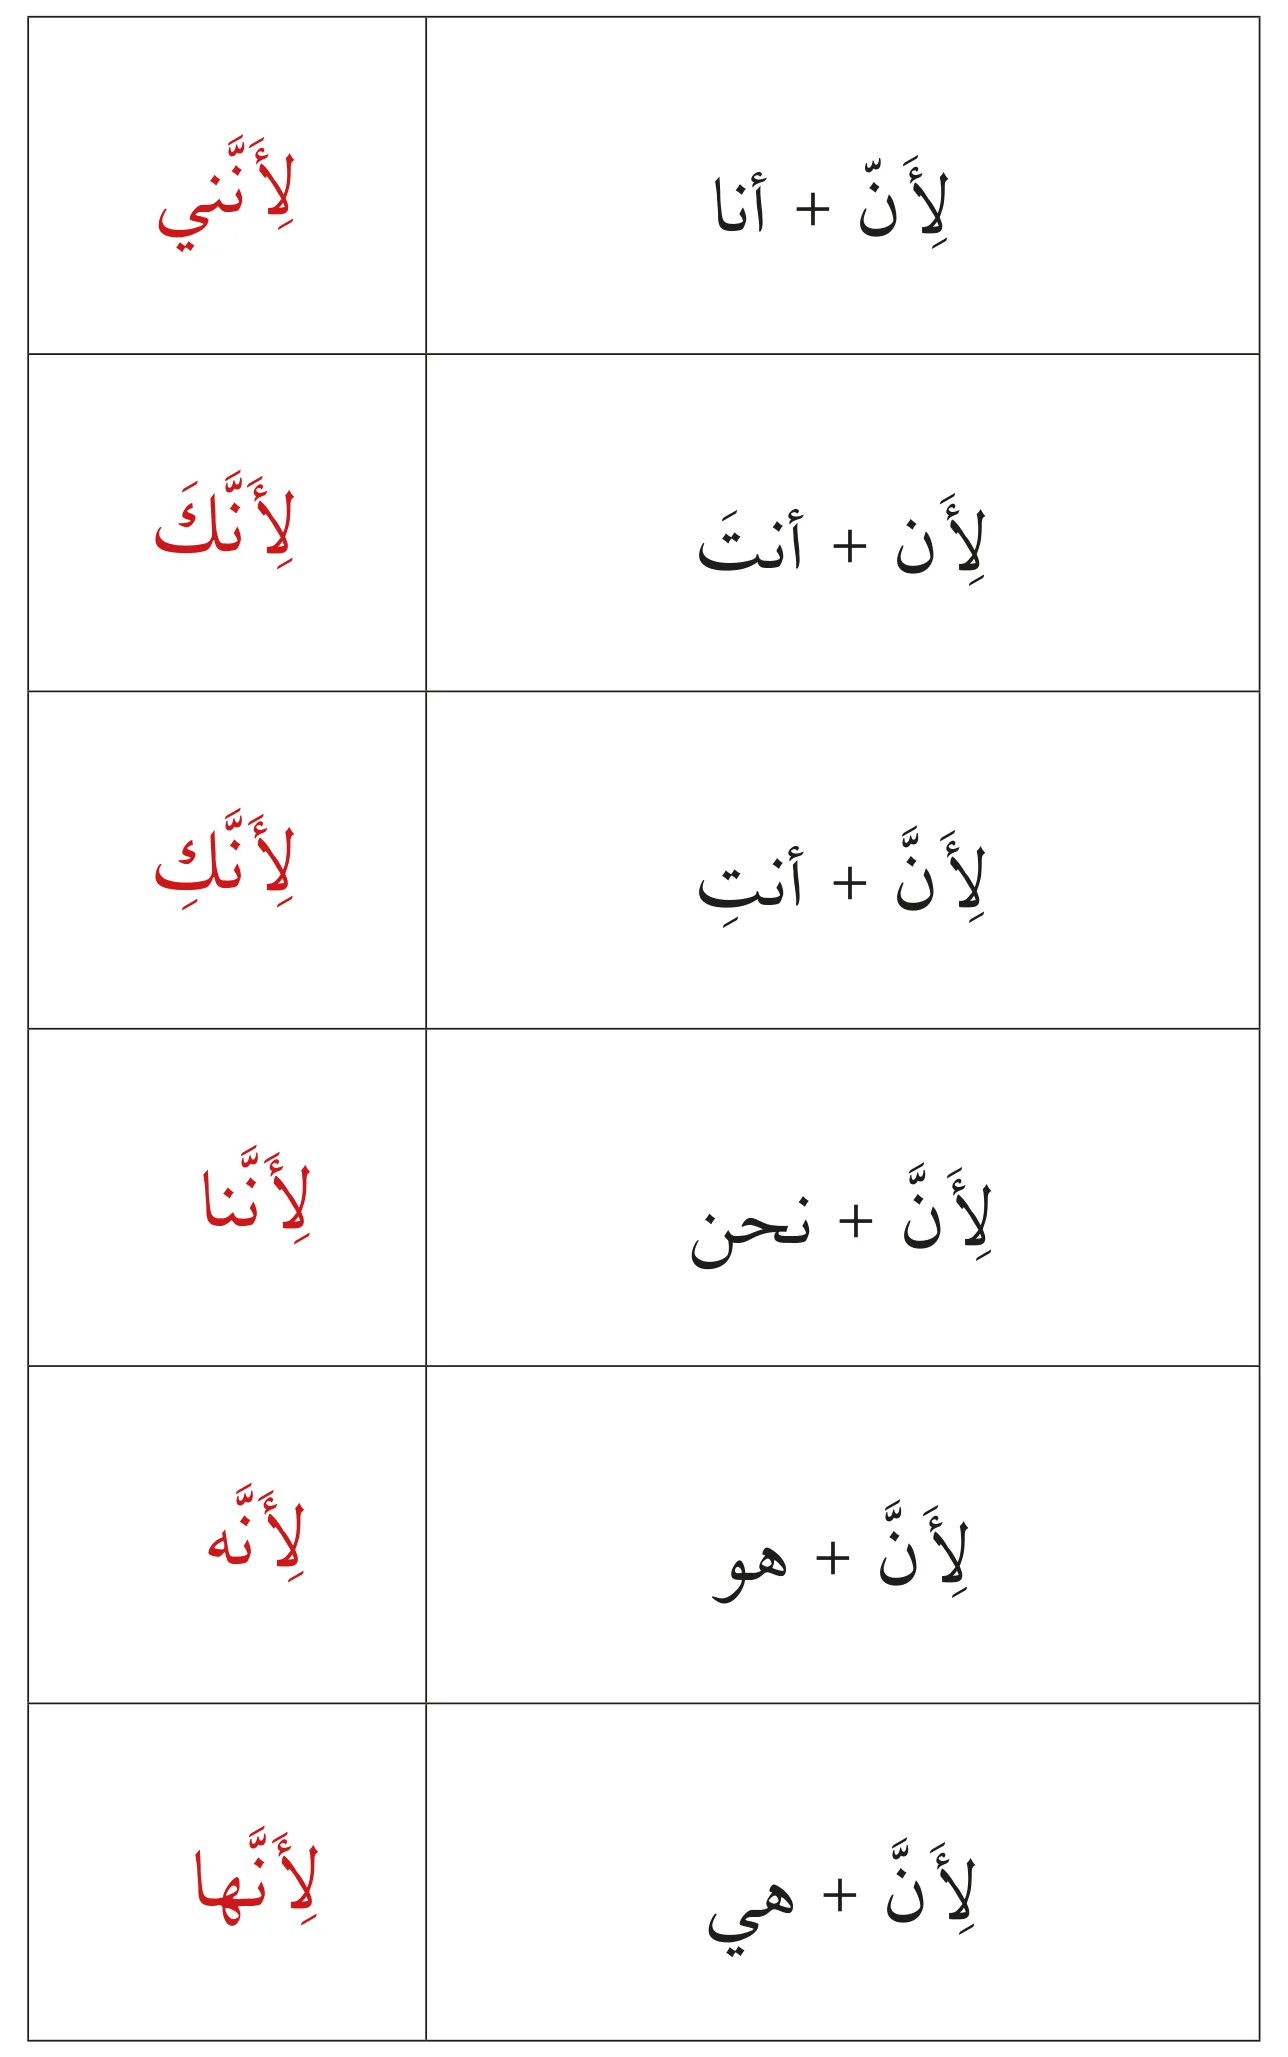 لِأَنّ + أنا
لِأَنَّني
لِأَن + أنتَ
لِأَنَّكَ
لِأَنَّ + أنتِ
لِأَنَّكِ
لِأَنَّ + نحن
لِأَنَّنا
لِأَنَّ + هو
لِأَنَّه
لِأَنَّ + هي
لِأَنَّها